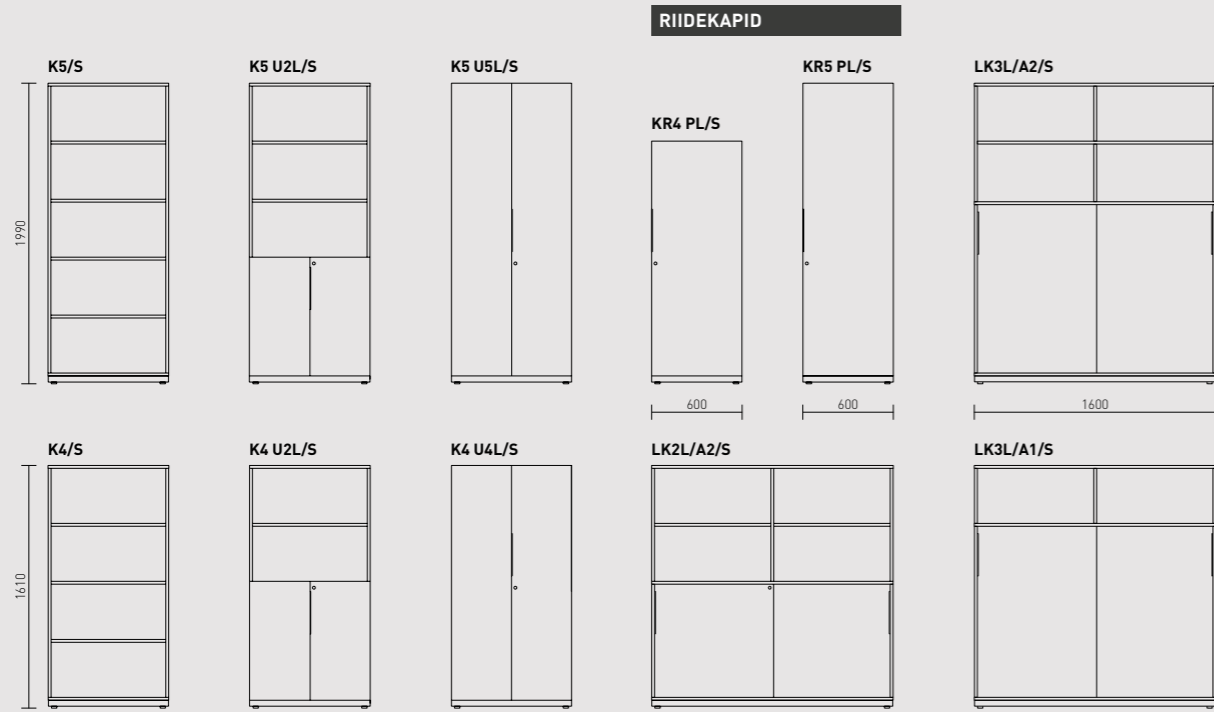 RIIDEKAPID
K5/S
K5 U2L/S
K5 U5L/S
KR4 PL/S
KR5 PL/S
LK3L/A2/S
1990
600
600
1600
K4/S
K4 U2L/S
K4 U4L/S
LK2L/A2/S
LK3L/A1/S
1610